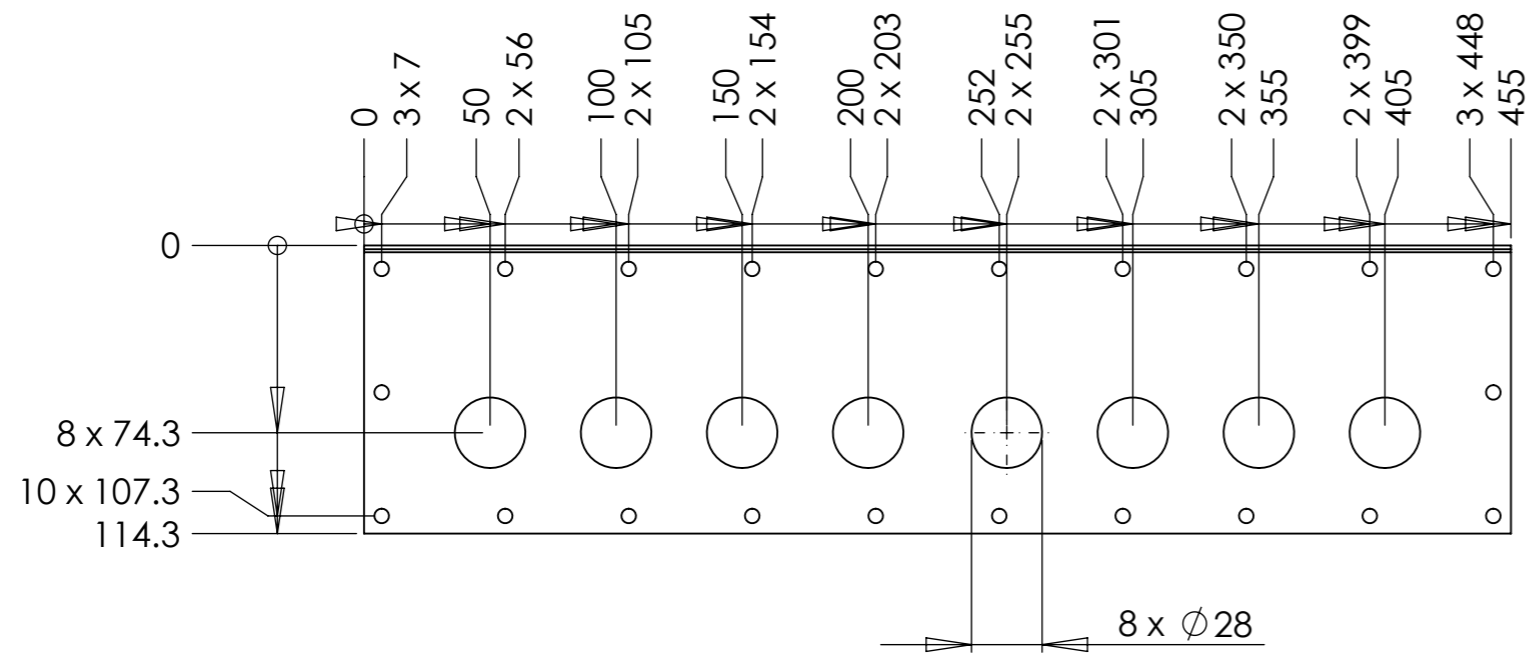 0
3 x 7
50
2 x 56
100
2 x 105
150
2 x 154
200
2 x 203
252
2 x 255
2 x 301
305
2 x 350
355
2 x 399
405
3 x 448
455
0
8 x 74.3
10 x 107.3
114.3
8 x ∅28